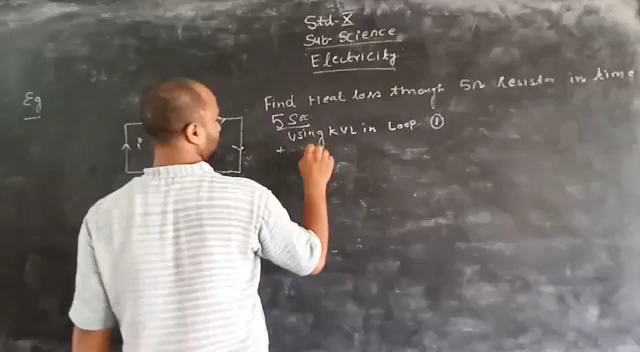 Std-X
Sub-Science
Electricity
Eg
Find Heat loss through 5Ω Resistor in time
5 Sec
Using KVL in Loop ①
+